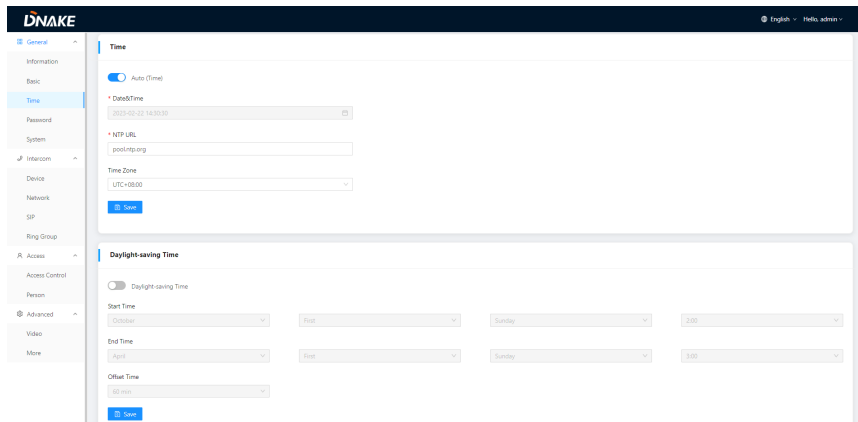 DNAKE
English
Hello, admin
General
Information
Basic
Time
Password
System
Intercom
Device
Network
SIP
Ring Group
Access
Access Control
Person
Advanced
Video
More
Time
Auto (Time)
* Date&Time
2023-02-22 14:30:30
* NTP URL
pool.ntp.org
Time Zone
UTC+08:00
Save
Daylight-saving Time
Daylight-saving Time
Start Time
October First Sunday 2:00
End Time
April First Sunday 3:00
Offset Time
60 min
Save